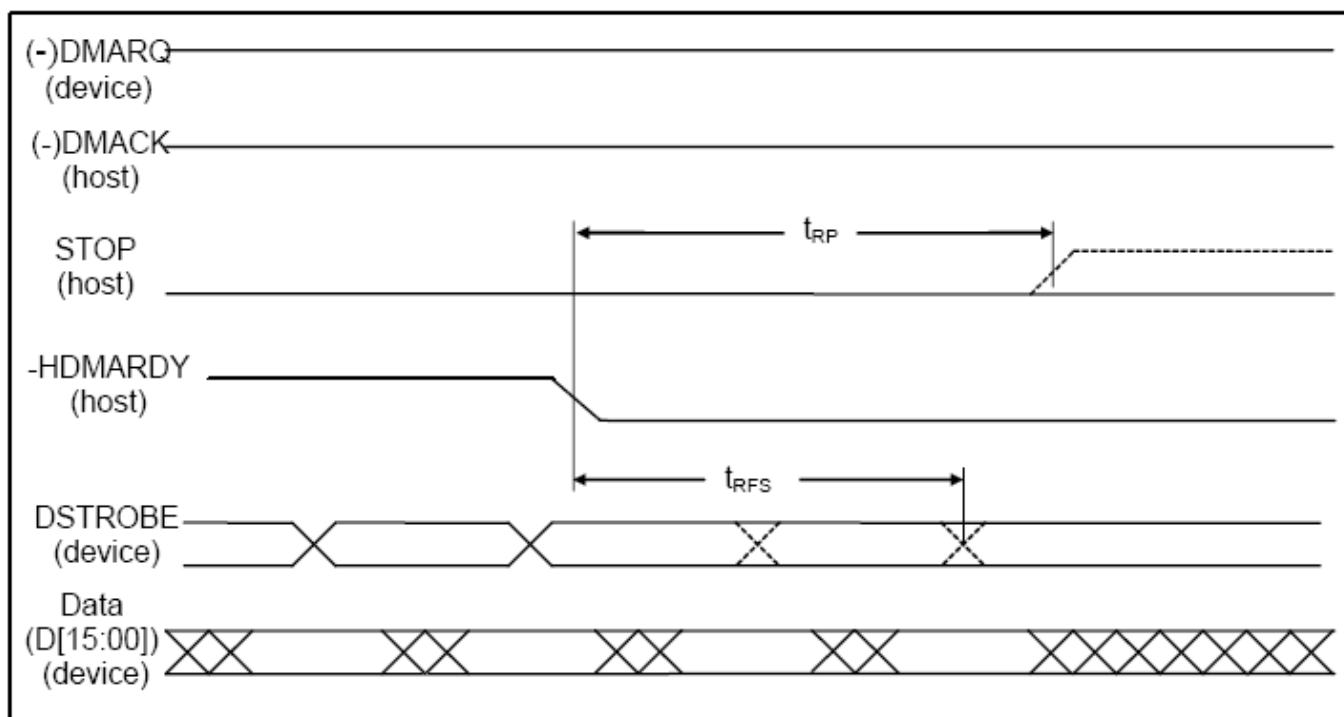 (-)DMARQ
(device)
(-)DMACK
(host)
tRP
STOP
(host)
-HDMARDY
(host)
tRFS
DSTROBE
(device)
Data
(D[15:00])
(device)